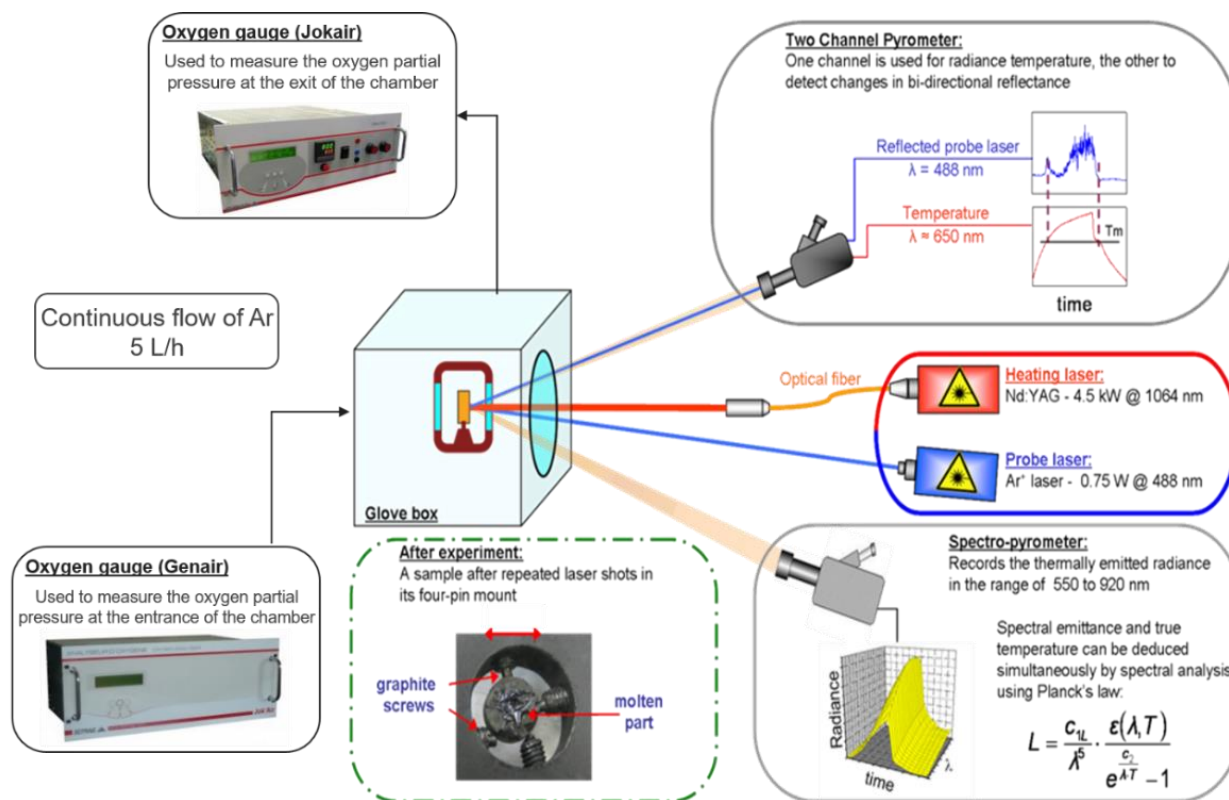 Oxygen gauge (Jokair)
Used to measure the oxygen partial
pressure at the exit of the chamber
Two Channel Pyrometer:
One channel is used for radiance temperature, the other to
detect changes in bi-directional reflectance
Reflected probe laser
λ = 488 nm
Temperature
λ ≈ 650 nm
Tm
time
Continuous flow of Ar
5 L/h
Optical fiber
Heating laser:
Nd:YAG - 4.5 kW @ 1064 nm
Probe laser:
Ar⁺ laser - 0.75 W @ 488 nm
Glove box
Oxygen gauge (Genair)
Used to measure the oxygen partial
pressure at the entrance of the chamber
After experiment:
A sample after repeated laser shots in
its four-pin mount
graphite
screws
molten
part
Spectro-pyrometer:
Records the thermally emitted radiance
in the range of 550 to 920 nm
Spectral emittance and true
temperature can be deduced
simultaneously by spectral analysis
using Planck's law:
Radiance
time
λ
L = c₁L/λ⁵ · ε(λ,T)/(e^(c₂/(λ·T)) − 1)